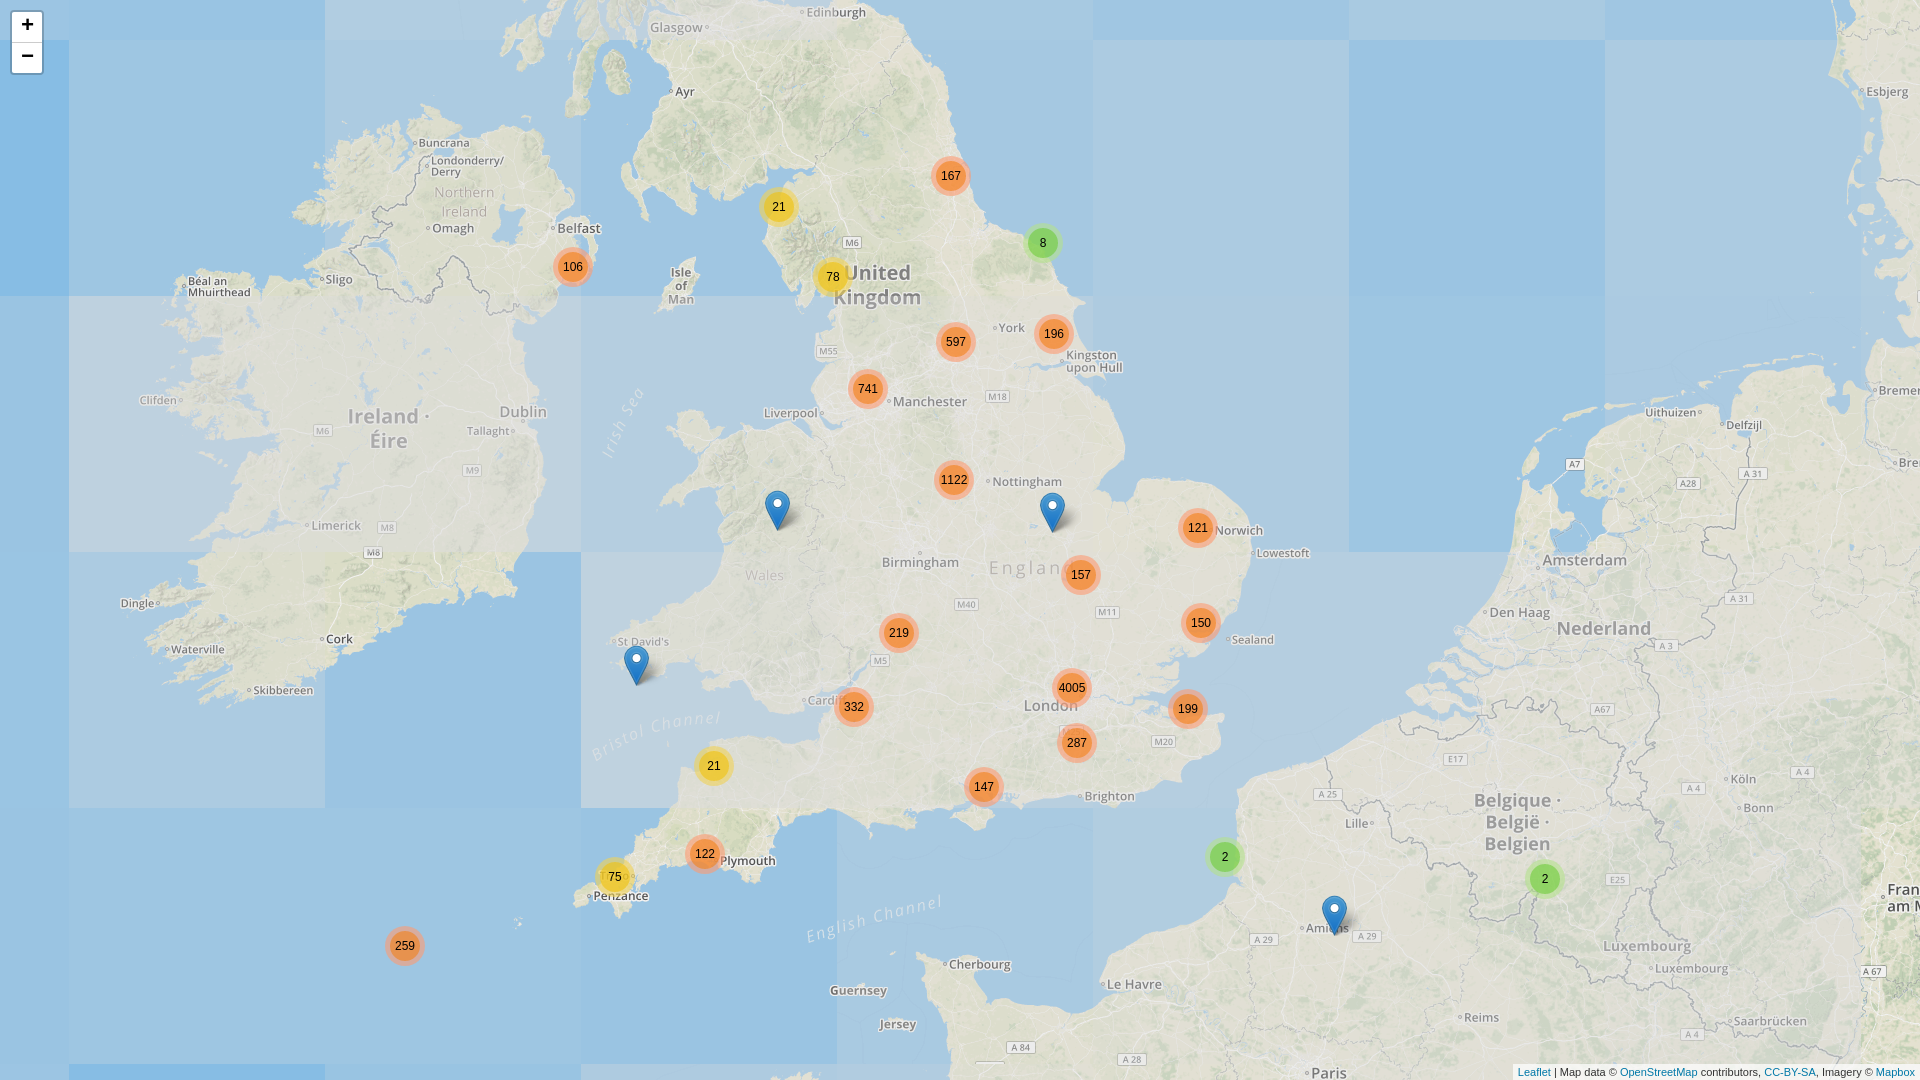 +
−
Edinburgh
Glasgow
Ayr
Esbjerg
Buncrana
Londonderry/
Derry
Northern
Ireland
Omagh
Belfast
167
21
8
M6
106
78
United
Kingdom
Isle
of
Man
Sligo
Béal an
Mhuirthead
York
196
597
M55
Kingston
upon Hull
741
Manchester
M18
Liverpool
Clifden
Ireland ·
Éire
Dublin
Tallaght
M6
M9
Irish Sea
Uithuizen
Delfzijl
Breme
Bre
A7
A 31
A28
1122
Nottingham
121
Norwich
Lowestoft
Limerick
M8
M8
Birmingham
Englan
157
Wales
Amsterdam
A 31
Dingle
M40
M11
Den Haag
Nederland
150
Sealand
219
Cork
Waterville
St David's
M5
A 3
Skibbereen
4005
London
332
199
A67
Bristol Channel
287
M20
E17
21
147
Brighton
Köln
A 4
A 4
Bonn
A 25
Lille
Belgique ·
België ·
Belgien
122
Plymouth
75
Penzance
2
2
E25
Fran
am M
English Channel
Amiens
A 29
A 29
259
Luxembourg
Luxembourg
A 67
Cherbourg
Le Havre
Guernsey
Jersey
Reims
Saarbrücken
A 84
A 28
A 4
Paris
Leaflet | Map data © OpenStreetMap contributors, CC-BY-SA, Imagery © Mapbox